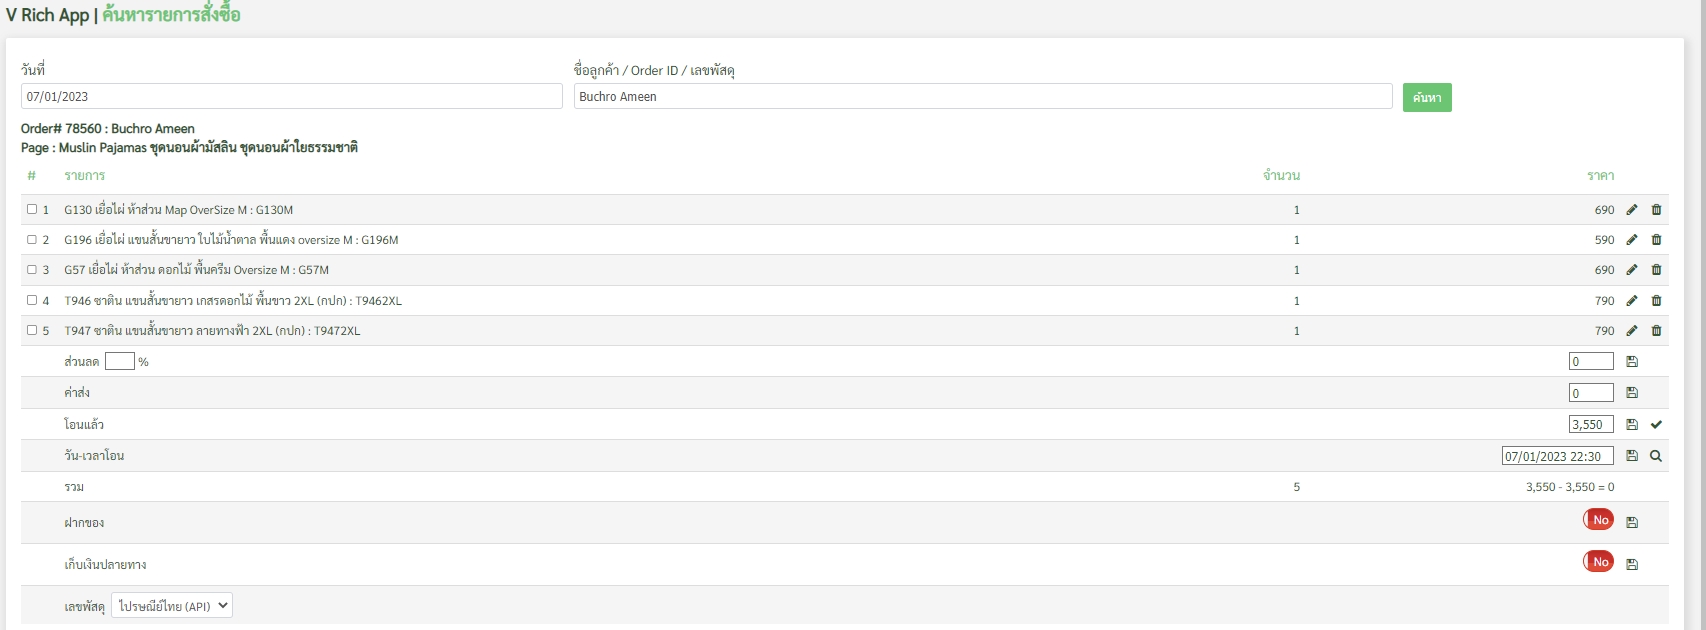 V Rich App | ค้นหารายการสั่งซื้อ
วันที่ ชื่อลูกค้า / Order ID / เลขพัสดุ
07/01/2023 Buchro Ameen ค้นหา
Order# 78560 : Buchro Ameen
Page : Muslin Pajamas ชุดนอนผ้ามัสลิน ชุดนอนผ้าใยธรรมชาติ
# รายการ จำนวน ราคา
1 G130 เยื่อไผ่ ห้าส่วน Map OverSize M : G130M 1 690
2 G196 เยื่อไผ่ แขนสั้นขายาว ใบไม้น้ำตาล พื้นแดง oversize M : G196M 1 590
3 G57 เยื่อไผ่ ห้าส่วน ดอกไม้ พื้นครีม Oversize M : G57M 1 690
4 T946 ซาติน แขนสั้นขายาว เกสรดอกไม้ พื้นขาว 2XL (กปก) : T9462XL 1 790
5 T947 ซาติน แขนสั้นขายาว ลายทางฟ้า 2XL (กปก) : T9472XL 1 790
ส่วนลด % 0
ค่าส่ง 0
โอนแล้ว 3,550
วัน-เวลาโอน 07/01/2023 22:30
รวม 5 3,550 - 3,550 = 0
ฝากของ No
เก็บเงินปลายทาง No
เลขพัสดุ ไปรษณีย์ไทย (API)